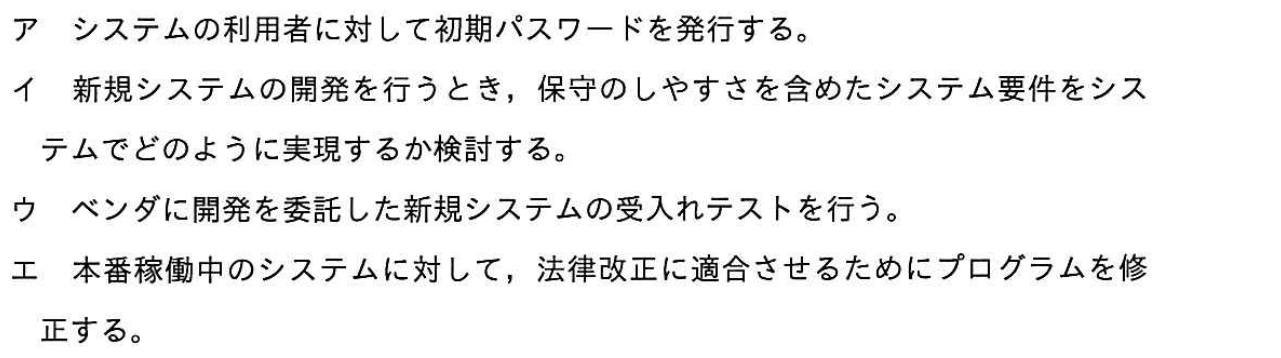 ア　システムの利用者に対して初期パスワードを発行する。
イ　新規システムの開発を行うとき，保守のしやすさを含めたシステム要件をシス
テムでどのように実現するか検討する。
ウ　ベンダに開発を委託した新規システムの受入れテストを行う。
エ　本番稼働中のシステムに対して，法律改正に適合させるためにプログラムを修
正する。